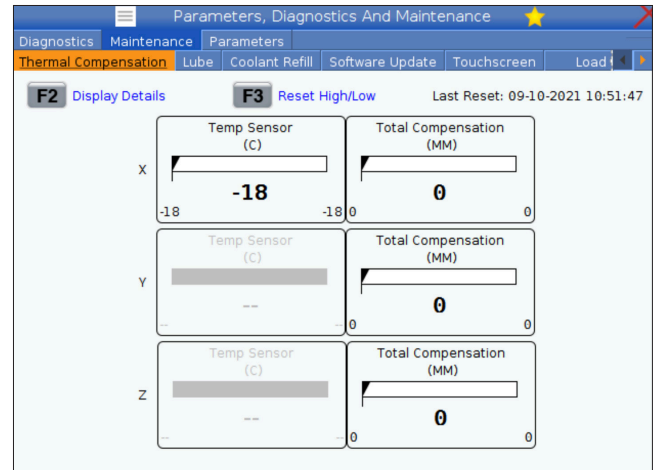 Parameters, Diagnostics And Maintenance
Diagnostics Maintenance Parameters
Thermal Compensation Lube Coolant Refill Software Update Touchscreen Load
F2 Display Details F3 Reset High/Low Last Reset: 09-10-2021 10:51:47
Temp Sensor Total Compensation
(C) (MM)
X
-18 0
-18 -18 0 0
Temp Sensor Total Compensation
(C) (MM)
Y
-- 0
-- -- 0 0
Temp Sensor Total Compensation
(C) (MM)
Z
-- 0
-- -- 0 0